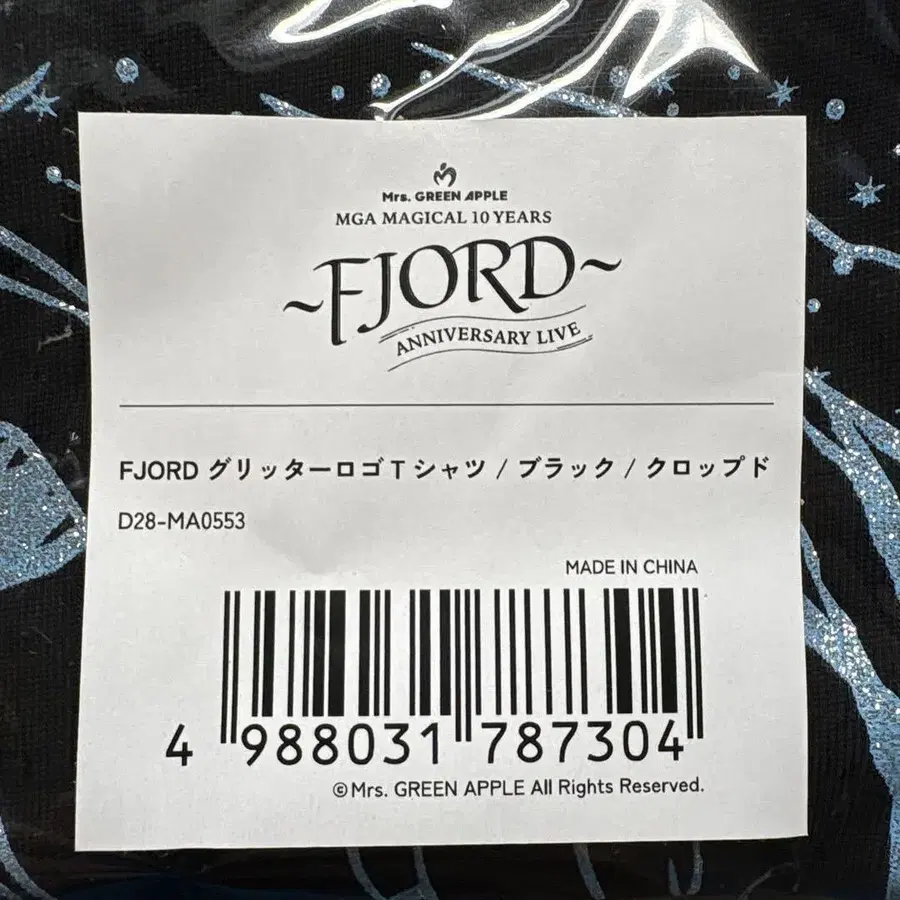 Mrs. GREEN APPLE
MGA MAGICAL 10 YEARS
~FJORD~
ANNIVERSARY LIVE
FJORD グリッターロゴTシャツ / ブラック / クロップド
D28-MA0553
MADE IN CHINA
4 988031 787304
©Mrs. GREEN APPLE All Rights Reserved.